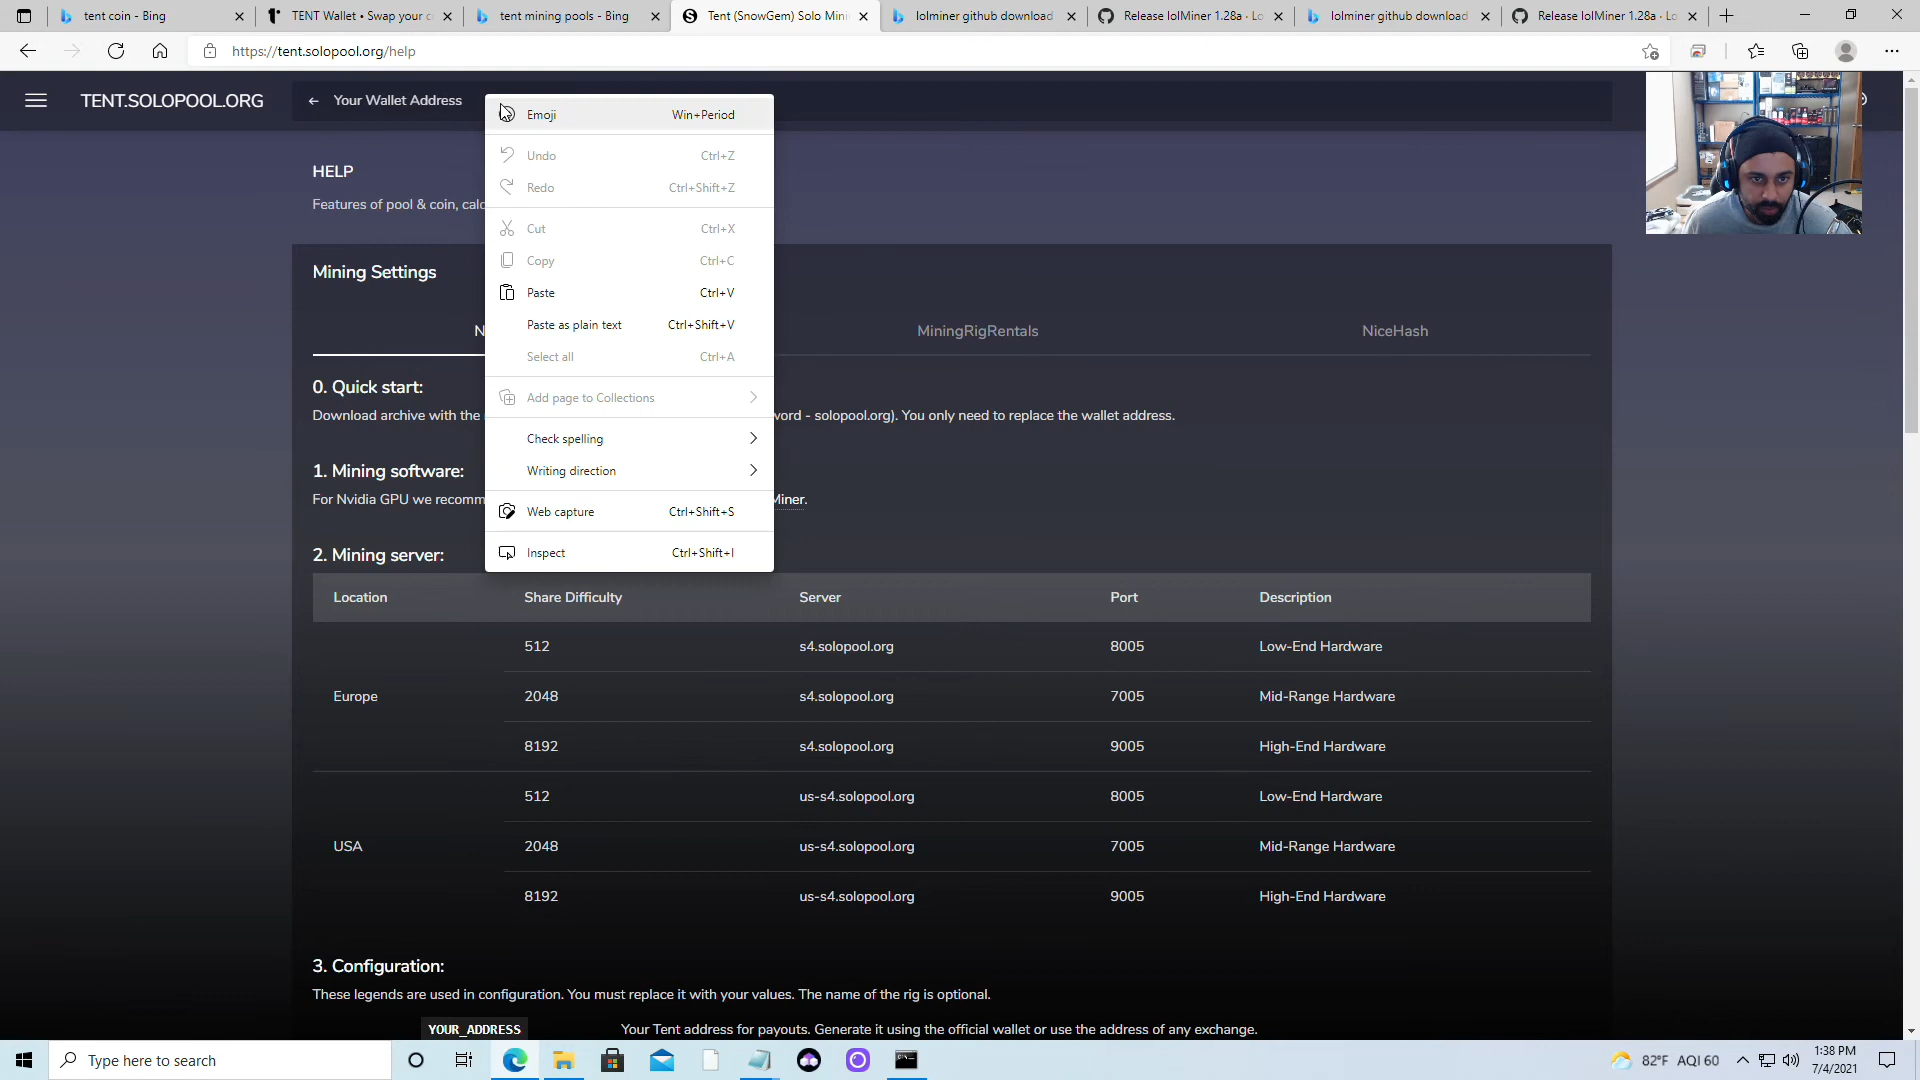 tent coin - Bing
TENT Wallet • Swap your c
tent mining pools - Bing
Tent (SnowGem) Solo Mini
lolminer github download
Release lolMiner 1.28a · Lo
lolminer github download
Release lolMiner 1.28a · Lo
https://tent.solopool.org/help
TENT.SOLOPOOL.ORG
Your Wallet Address
Emoji Win+Period
Undo Ctrl+Z
Redo Ctrl+Shift+Z
Cut Ctrl+X
Copy Ctrl+C
Paste Ctrl+V
Paste as plain text Ctrl+Shift+V
Select all Ctrl+A
Add page to Collections
Check spelling
Writing direction
Web capture Ctrl+Shift+S
Inspect Ctrl+Shift+I
HELP
Features of pool & coin, calc
Mining Settings
N
MiningRigRentals
NiceHash
0. Quick start:
Download archive with the word - solopool.org). You only need to replace the wallet address.
1. Mining software:
For Nvidia GPU we recomm Miner.
2. Mining server:
Location Share Difficulty Server Port Description
512 s4.solopool.org 8005 Low-End Hardware
Europe 2048 s4.solopool.org 7005 Mid-Range Hardware
8192 s4.solopool.org 9005 High-End Hardware
512 us-s4.solopool.org 8005 Low-End Hardware
USA 2048 us-s4.solopool.org 7005 Mid-Range Hardware
8192 us-s4.solopool.org 9005 High-End Hardware
3. Configuration:
These legends are used in configuration. You must replace it with your values. The name of the rig is optional.
YOUR_ADDRESS Your Tent address for payouts. Generate it using the official wallet or use the address of any exchange.
Type here to search
82°F AQI 60
1:38 PM
7/4/2021